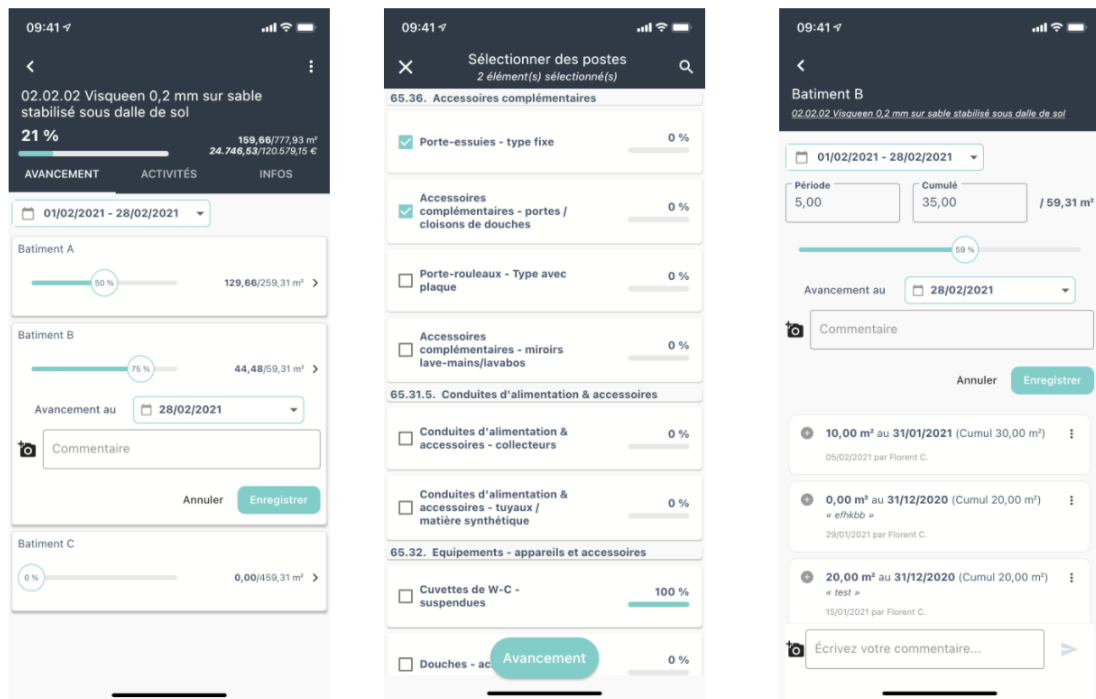 09:41
02.02.02 Visqueen 0,2 mm sur sable
stabilisé sous dalle de sol
21 %
159,66/777,93 m²
24.746,53/120.579,15 €
AVANCEMENT ACTIVITÉS INFOS
01/02/2021 - 28/02/2021
Batiment A
50 %
129,66/259,31 m²
Batiment B
75 %
44,48/59,31 m²
Avancement au 28/02/2021
Commentaire
Annuler Enregistrer
Batiment C
0 %
0,00/459,31 m²
09:41
Sélectionner des postes
2 élément(s) sélectionné(s)
65.36. Accessoires complémentaires
Porte-essuies - type fixe
0 %
Accessoires
complémentaires - portes /
cloisons de douches
0 %
Porte-rouleaux - Type avec
plaque
0 %
Accessoires
complémentaires - miroirs
lave-mains/lavabos
0 %
65.31.5. Conduites d'alimentation & accessoires
Conduites d'alimentation &
accessoires - collecteurs
0 %
Conduites d'alimentation &
accessoires - tuyaux /
matière synthétique
0 %
65.32. Equipements - appareils et accessoires
Cuvettes de W-C -
suspendues
100 %
Douches - ac
0 %
Avancement
09:41
Batiment B
02.02.02 Visqueen 0,2 mm sur sable stabilisé sous dalle de sol
01/02/2021 - 28/02/2021
Période Cumulé
5,00 35,00 / 59,31 m²
59 %
Avancement au 28/02/2021
Commentaire
Annuler Enregistrer
10,00 m² au 31/01/2021 (Cumul 30,00 m²)
05/02/2021 par Florent C.
0,00 m² au 31/12/2020 (Cumul 20,00 m²)
« efhkbb »
29/01/2021 par Florent C.
20,00 m² au 31/12/2020 (Cumul 20,00 m²)
« test »
15/01/2021 par Florent C.
Écrivez votre commentaire...